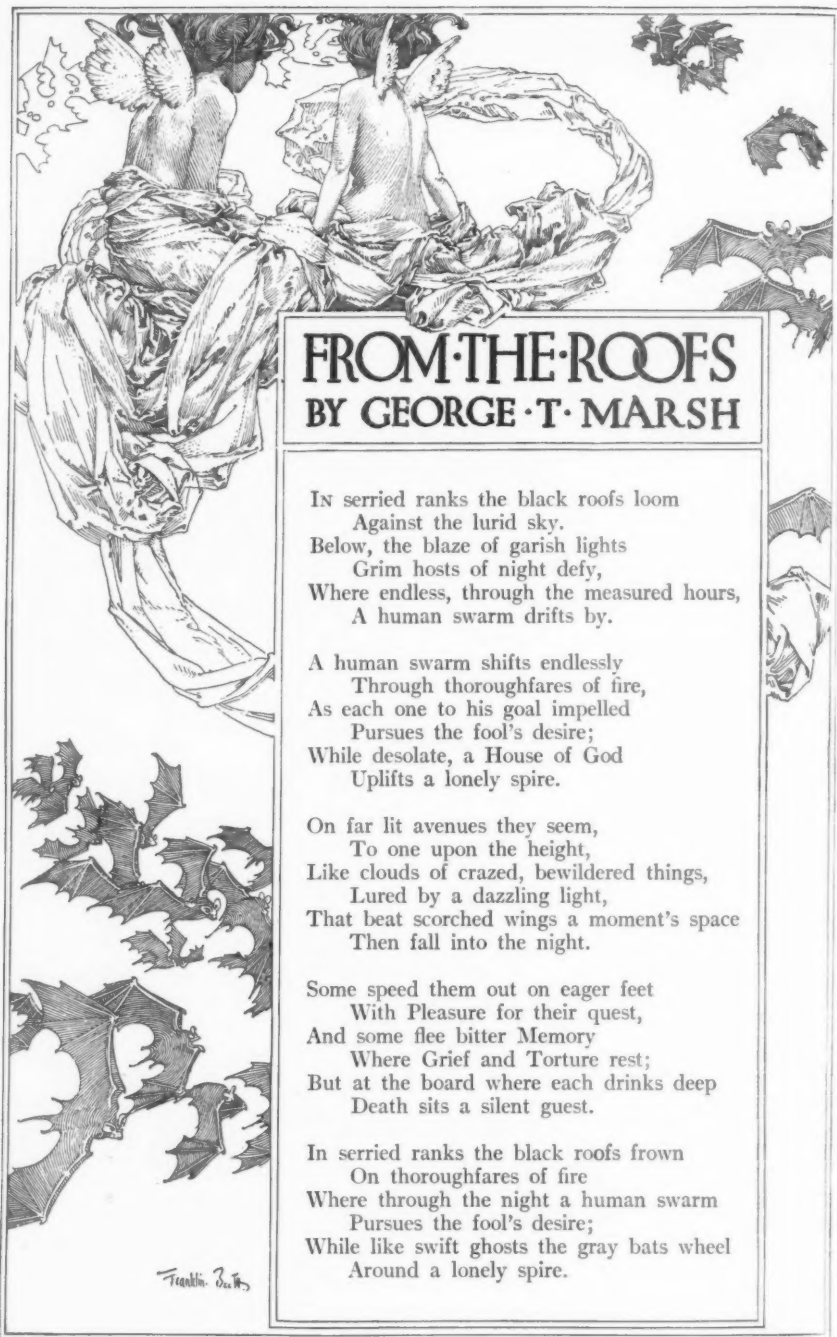 FROM·THE·ROOFS
BY GEORGE·T·MARSH
IN serried ranks the black roofs loom
Against the lurid sky.
Below, the blaze of garish lights
Grim hosts of night defy,
Where endless, through the measured hours,
A human swarm drifts by.
A human swarm shifts endlessly
Through thoroughfares of fire,
As each one to his goal impelled
Pursues the fool's desire;
While desolate, a House of God
Uplifts a lonely spire.
On far lit avenues they seem,
To one upon the height,
Like clouds of crazed, bewildered things,
Lured by a dazzling light,
That beat scorched wings a moment's space
Then fall into the night.
Some speed them out on eager feet
With Pleasure for their quest,
And some flee bitter Memory
Where Grief and Torture rest;
But at the board where each drinks deep
Death sits a silent guest.
In serried ranks the black roofs frown
On thoroughfares of fire
Where through the night a human swarm
Pursues the fool's desire;
While like swift ghosts the gray bats wheel
Around a lonely spire.
Franklin